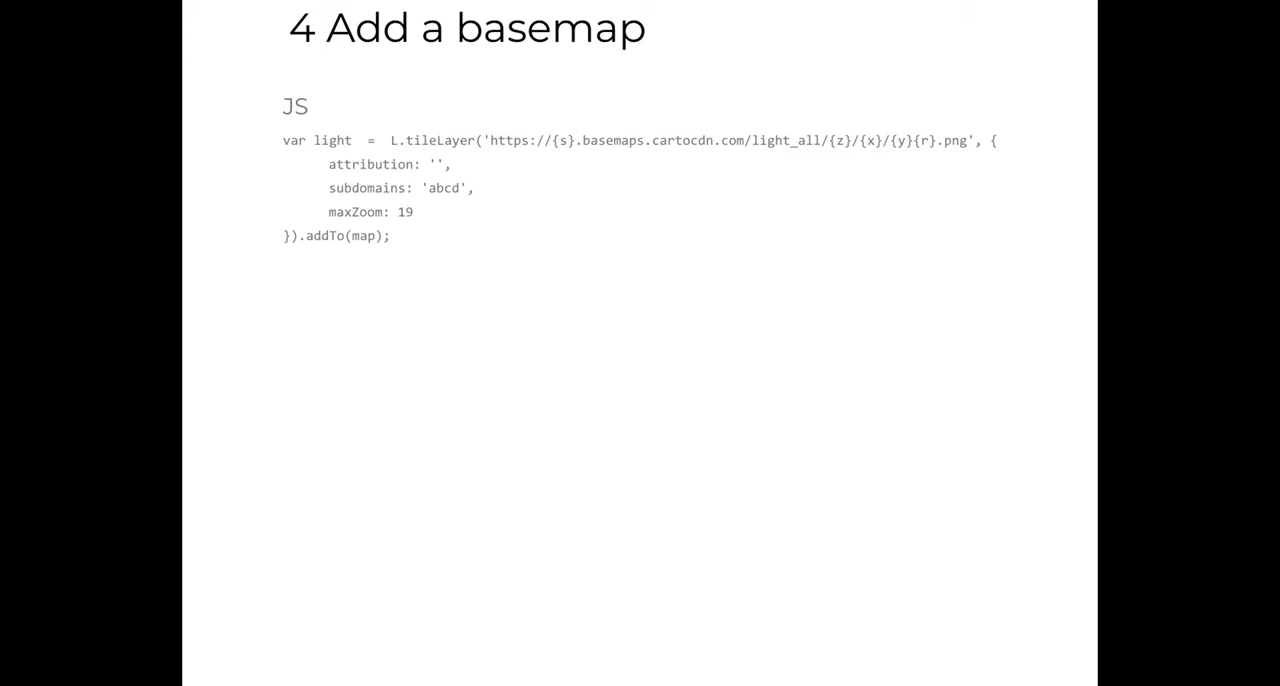 4 Add a basemap
JS
var light  =  L.tileLayer('https://{s}.basemaps.cartocdn.com/light_all/{z}/{x}/{y}{r}.png', {
      attribution: '',
      subdomains: 'abcd',
      maxZoom: 19
}).addTo(map);